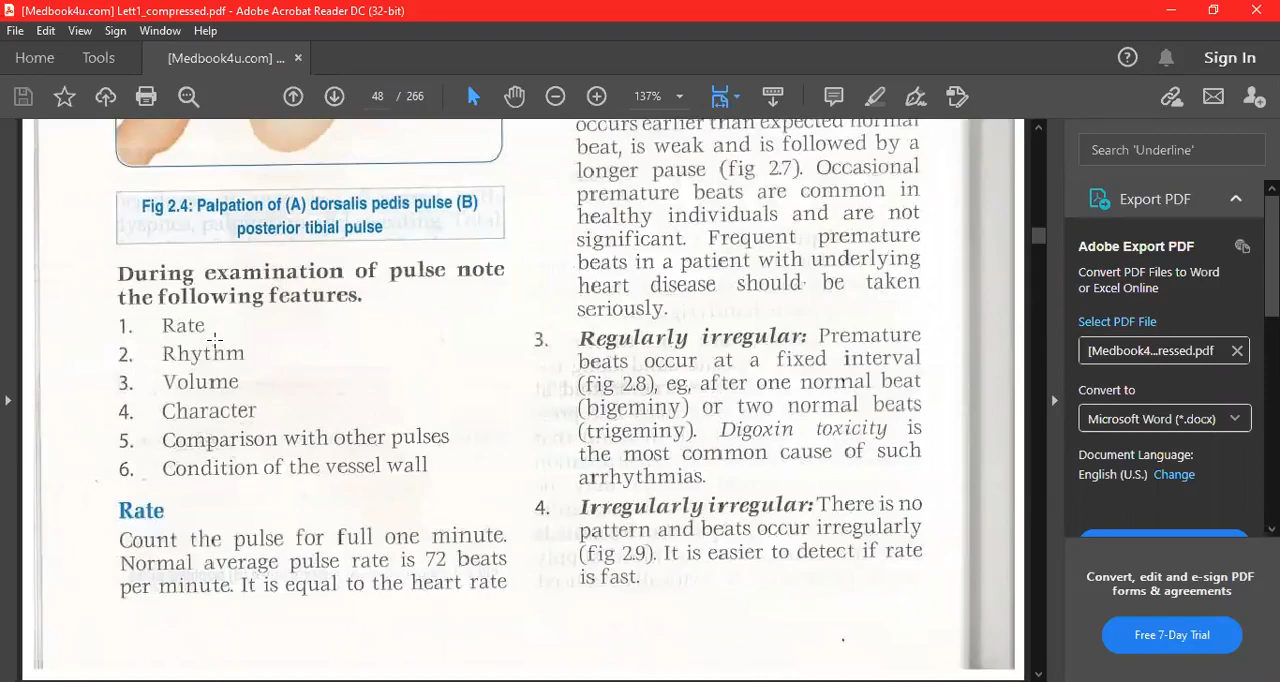 [Medbook4u.com] Lett1_compressed.pdf - Adobe Acrobat Reader DC (32-bit)
File Edit View Sign Window Help
Home Tools [Medbook4u.com] ... × Sign In
48 / 266 137%
Fig 2.4: Palpation of (A) dorsalis pedis pulse (B)
posterior tibial pulse
During examination of pulse note
the following features.
1. Rate
2. Rhythm
3. Volume
4. Character
5. Comparison with other pulses
6. Condition of the vessel wall
Rate
Count the pulse for full one minute.
Normal average pulse rate is 72 beats
per minute. It is equal to the heart rate
occurs earlier than expected normal
beat, is weak and is followed by a
longer pause (fig 2.7). Occasional
premature beats are common in
healthy individuals and are not
significant. Frequent premature
beats in a patient with underlying
heart disease should be taken
seriously.
3. Regularly irregular: Premature
beats occur at a fixed interval
(fig 2.8), eg, after one normal beat
(bigeminy) or two normal beats
(trigeminy). Digoxin toxicity is
the most common cause of such
arrhythmias.
4. Irregularly irregular: There is no
pattern and beats occur irregularly
(fig 2.9). It is easier to detect if rate
is fast.
Search 'Underline'
Export PDF
Adobe Export PDF
Convert PDF Files to Word
or Excel Online
Select PDF File
[Medbook4...ressed.pdf
Convert to
Microsoft Word (*.docx)
Document Language:
English (U.S.) Change
Convert, edit and e-sign PDF
forms & agreements
Free 7-Day Trial